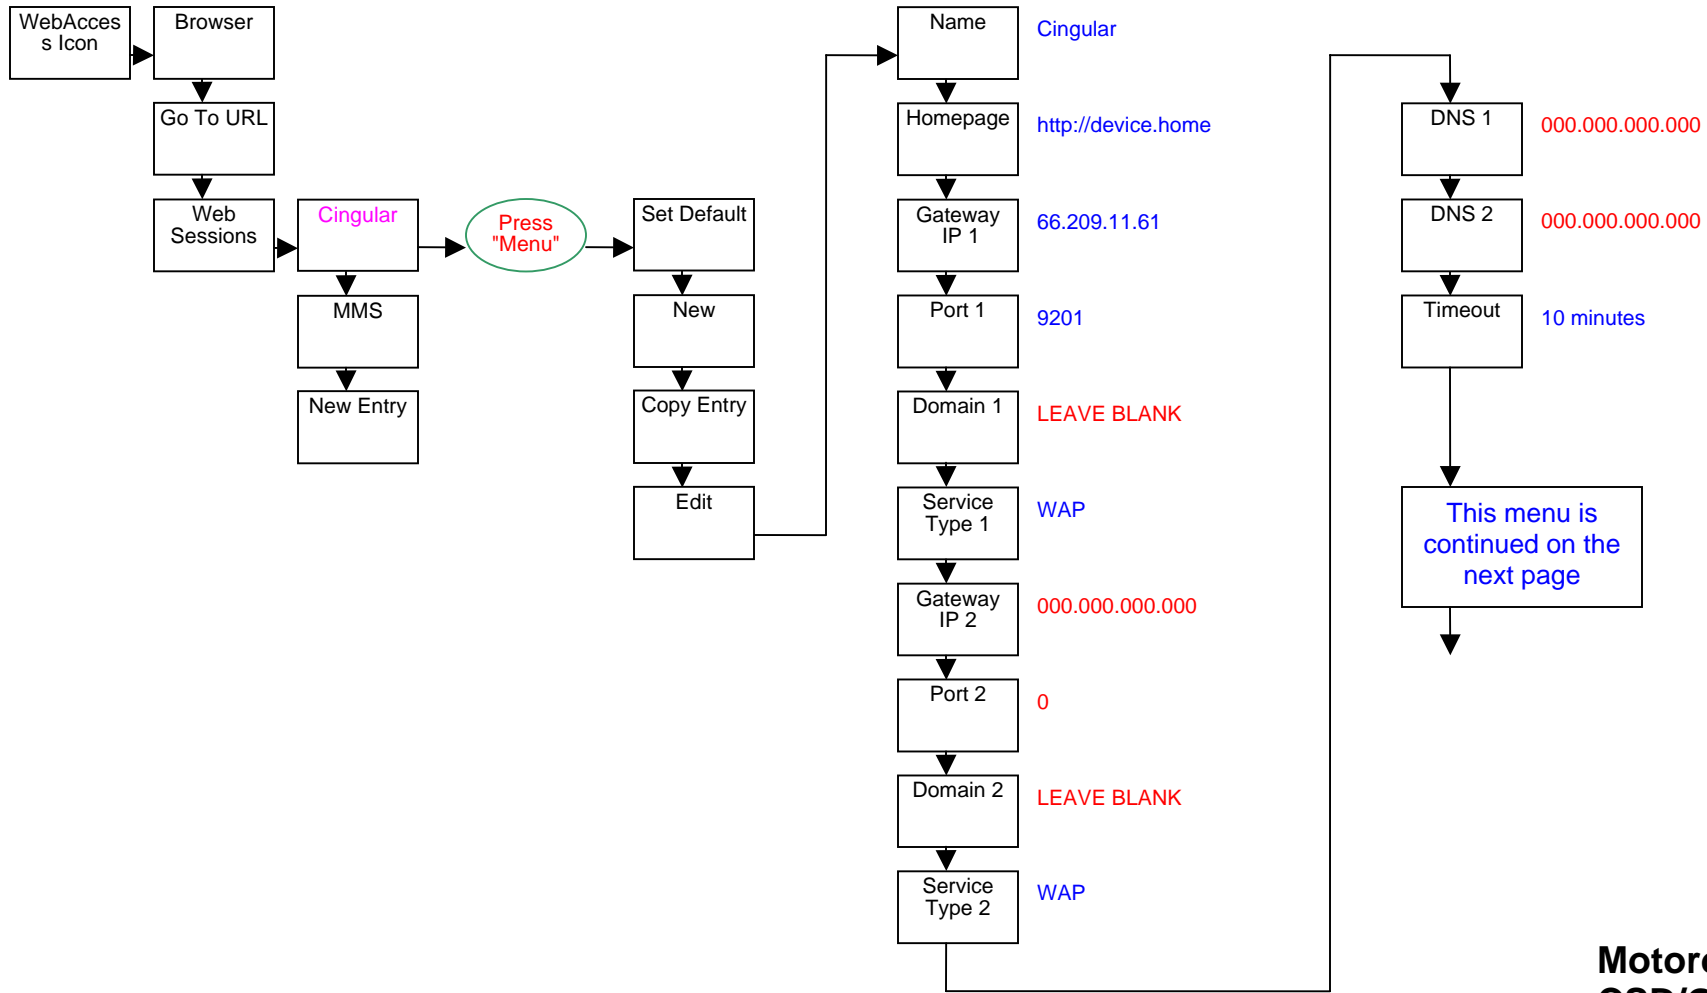 WebAcces
s Icon
Browser
Go To URL
Web
Sessions
Cingular
MMS
New Entry
Press
"Menu"
Set Default
New
Copy Entry
Edit
Name
Cingular
Homepage
http://device.home
Gateway
IP 1
66.209.11.61
Port 1
9201
Domain 1
LEAVE BLANK
Service
Type 1
WAP
Gateway
IP 2
000.000.000.000
Port 2
0
Domain 2
LEAVE BLANK
Service
Type 2
WAP
DNS 1
000.000.000.000
DNS 2
000.000.000.000
Timeout
10 minutes
This menu is
continued on the
next page